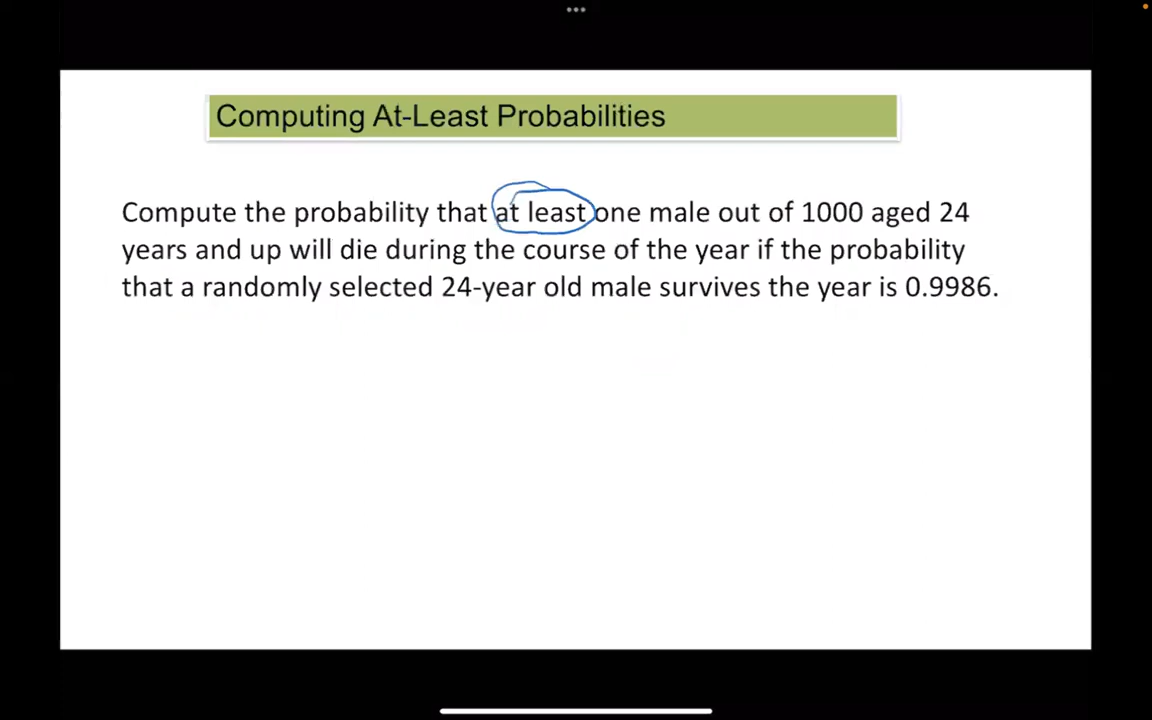 Computing At-Least Probabilities
Compute the probability that at least one male out of 1000 aged 24
years and up will die during the course of the year if the probability
that a randomly selected 24-year old male survives the year is 0.9986.